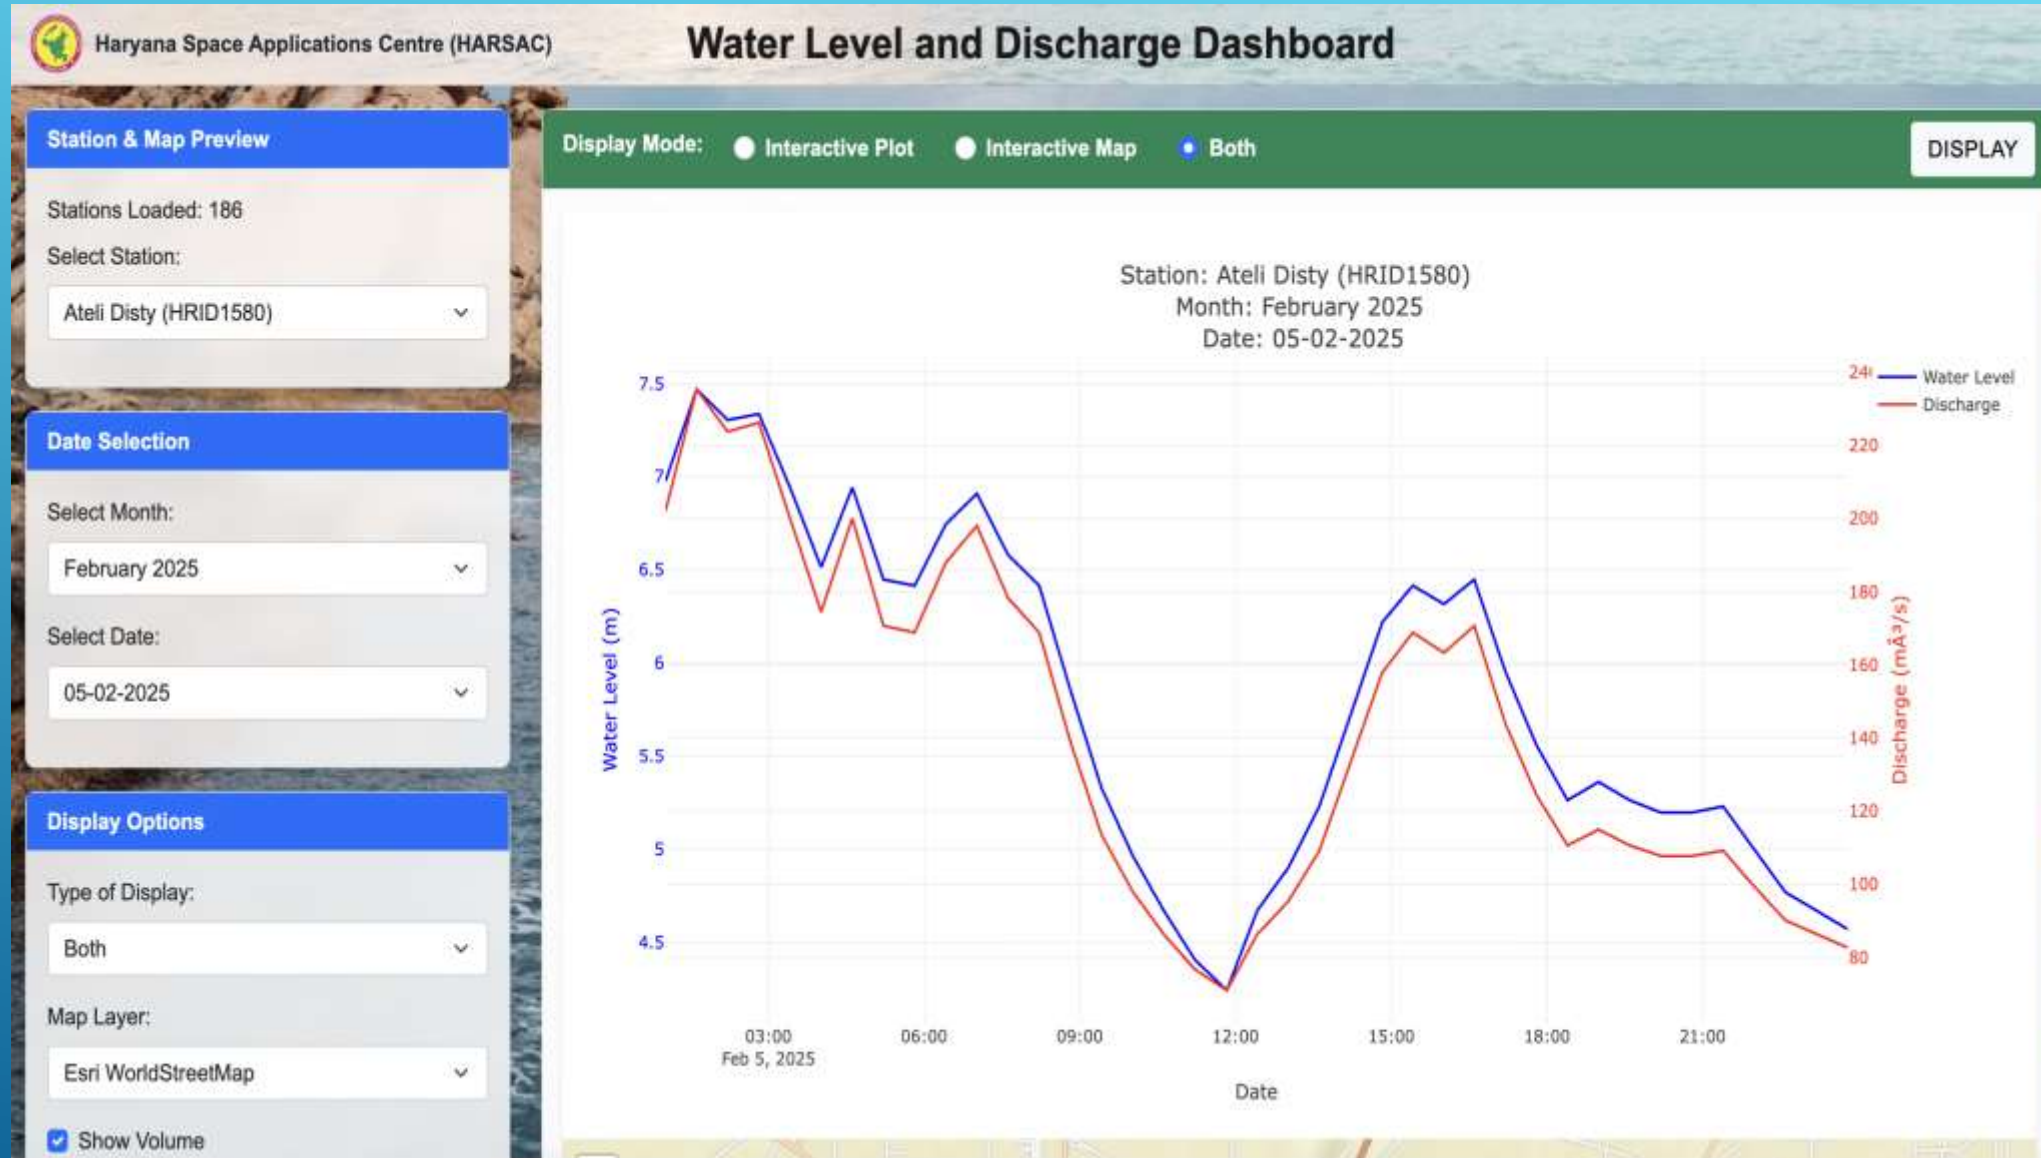 Haryana Space Applications Centre (HARSAC)
Water Level and Discharge Dashboard
Station & Map Preview
Stations Loaded: 186
Select Station:
Ateli Disty (HRID1580)
Date Selection
Select Month:
February 2025
Select Date:
05-02-2025
Display Options
Type of Display:
Both
Map Layer:
Esri WorldStreetMap
Show Volume
Display Mode: Interactive Plot Interactive Map Both DISPLAY
Station: Ateli Disty (HRID1580)
Month: February 2025
Date: 05-02-2025
Water Level
Discharge
Water Level (m)
7.5
7
6.5
6
5.5
5
4.5
220
200
180
160
140
120
100
80
Discharge (mÂ³/s)
03:00 06:00 09:00 12:00 15:00 18:00 21:00
Feb 5, 2025
Date